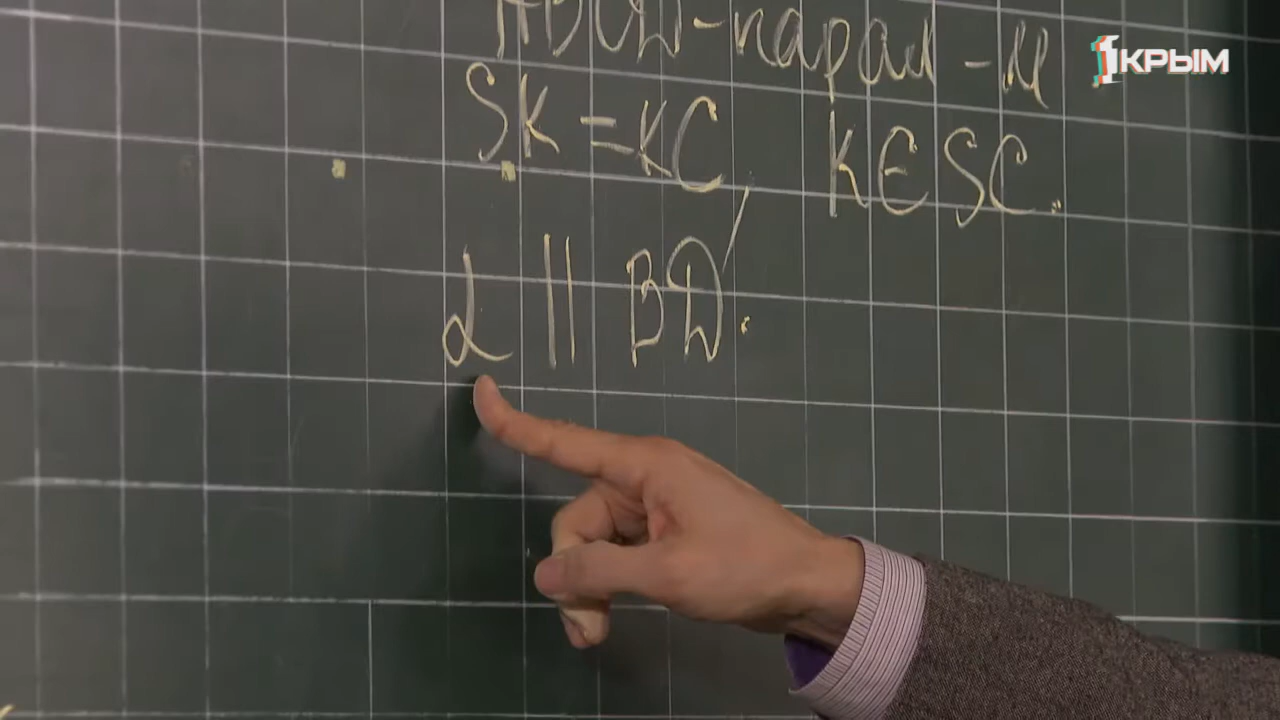 ABCD-парал-м
1КРЫМ
SK=KC, K∈SC.
α || BD.